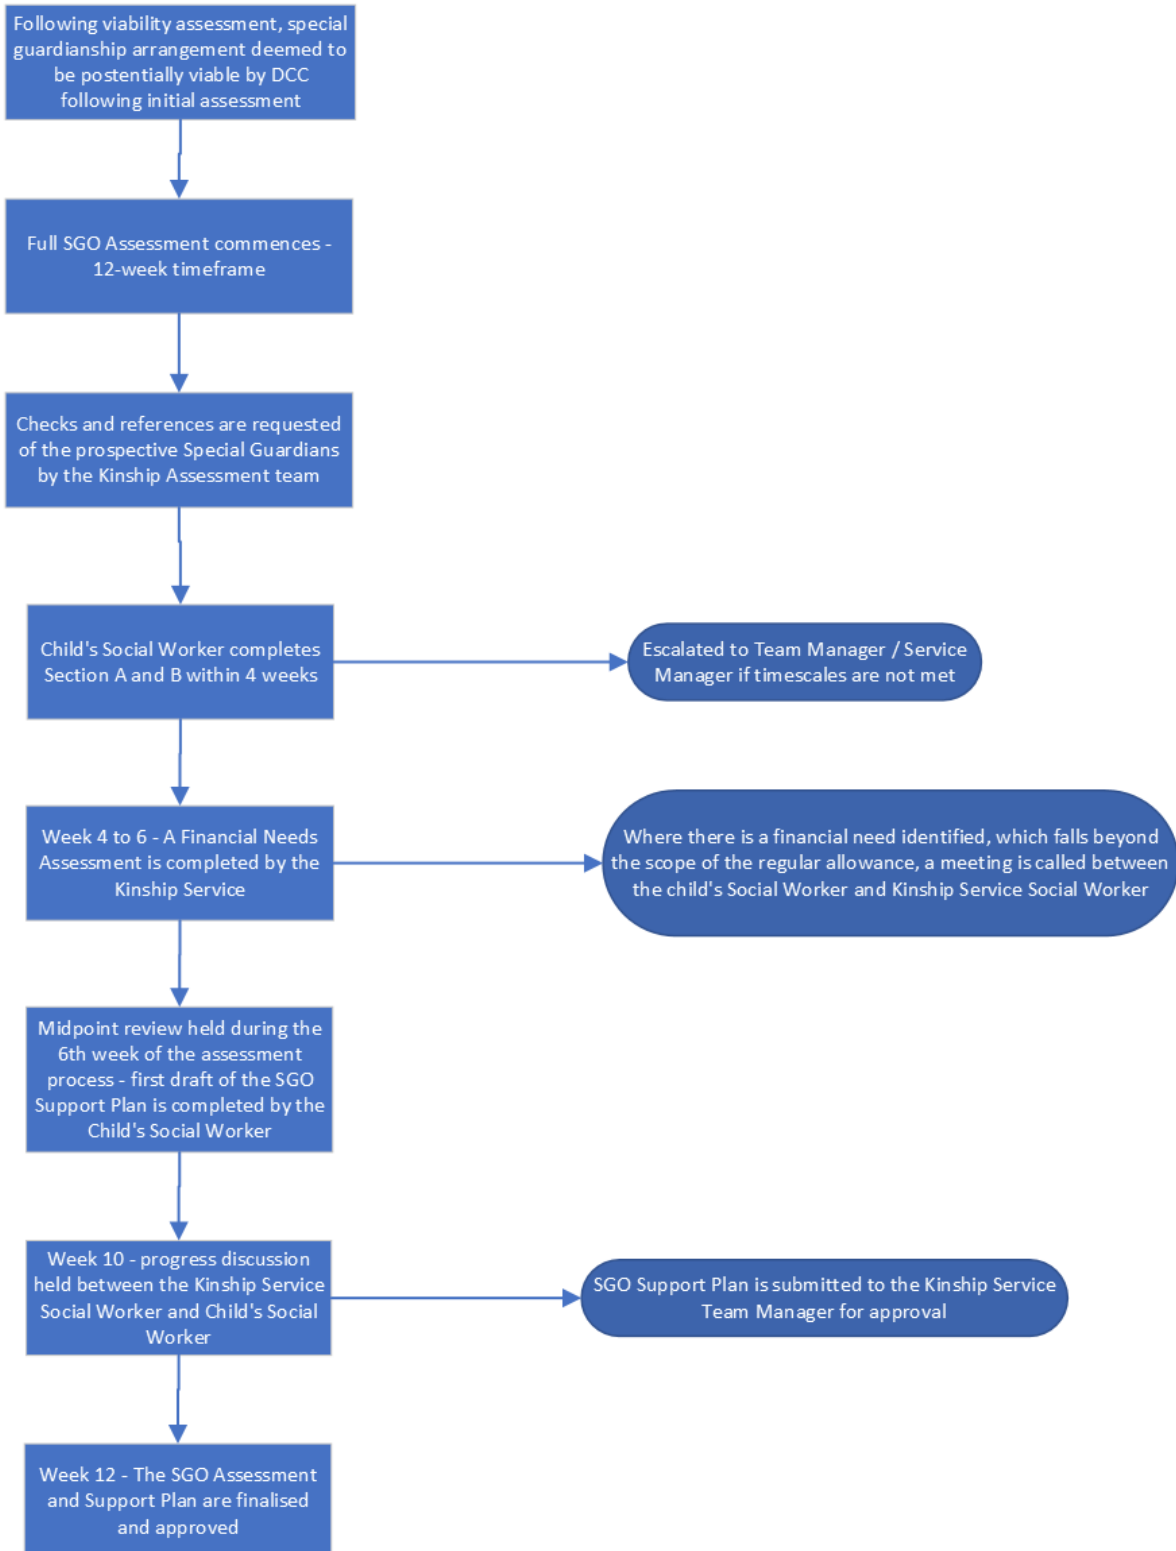 Following viability assessment, special
guardianship arrangement deemed to
be postentially viable by DCC
following initial assessment
Full SGO Assessment commences -
12-week timeframe
Checks and references are requested
of the prospective Special Guardians
by the Kinship Assessment team
Child's Social Worker completes
Section A and B within 4 weeks
Escalated to Team Manager / Service
Manager if timescales are not met
Week 4 to 6 - A Financial Needs
Assessment is completed by the
Kinship Service
Where there is a financial need identified, which falls beyond
the scope of the regular allowance, a meeting is called between
the child's Social Worker and Kinship Service Social Worker
Midpoint review held during the
6th week of the assessment
process - first draft of the SGO
Support Plan is completed by the
Child's Social Worker
Week 10 - progress discussion
held between the Kinship Service
Social Worker and Child's Social
Worker
SGO Support Plan is submitted to the Kinship Service
Team Manager for approval
Week 12 - The SGO Assessment
and Support Plan are finalised
and approved